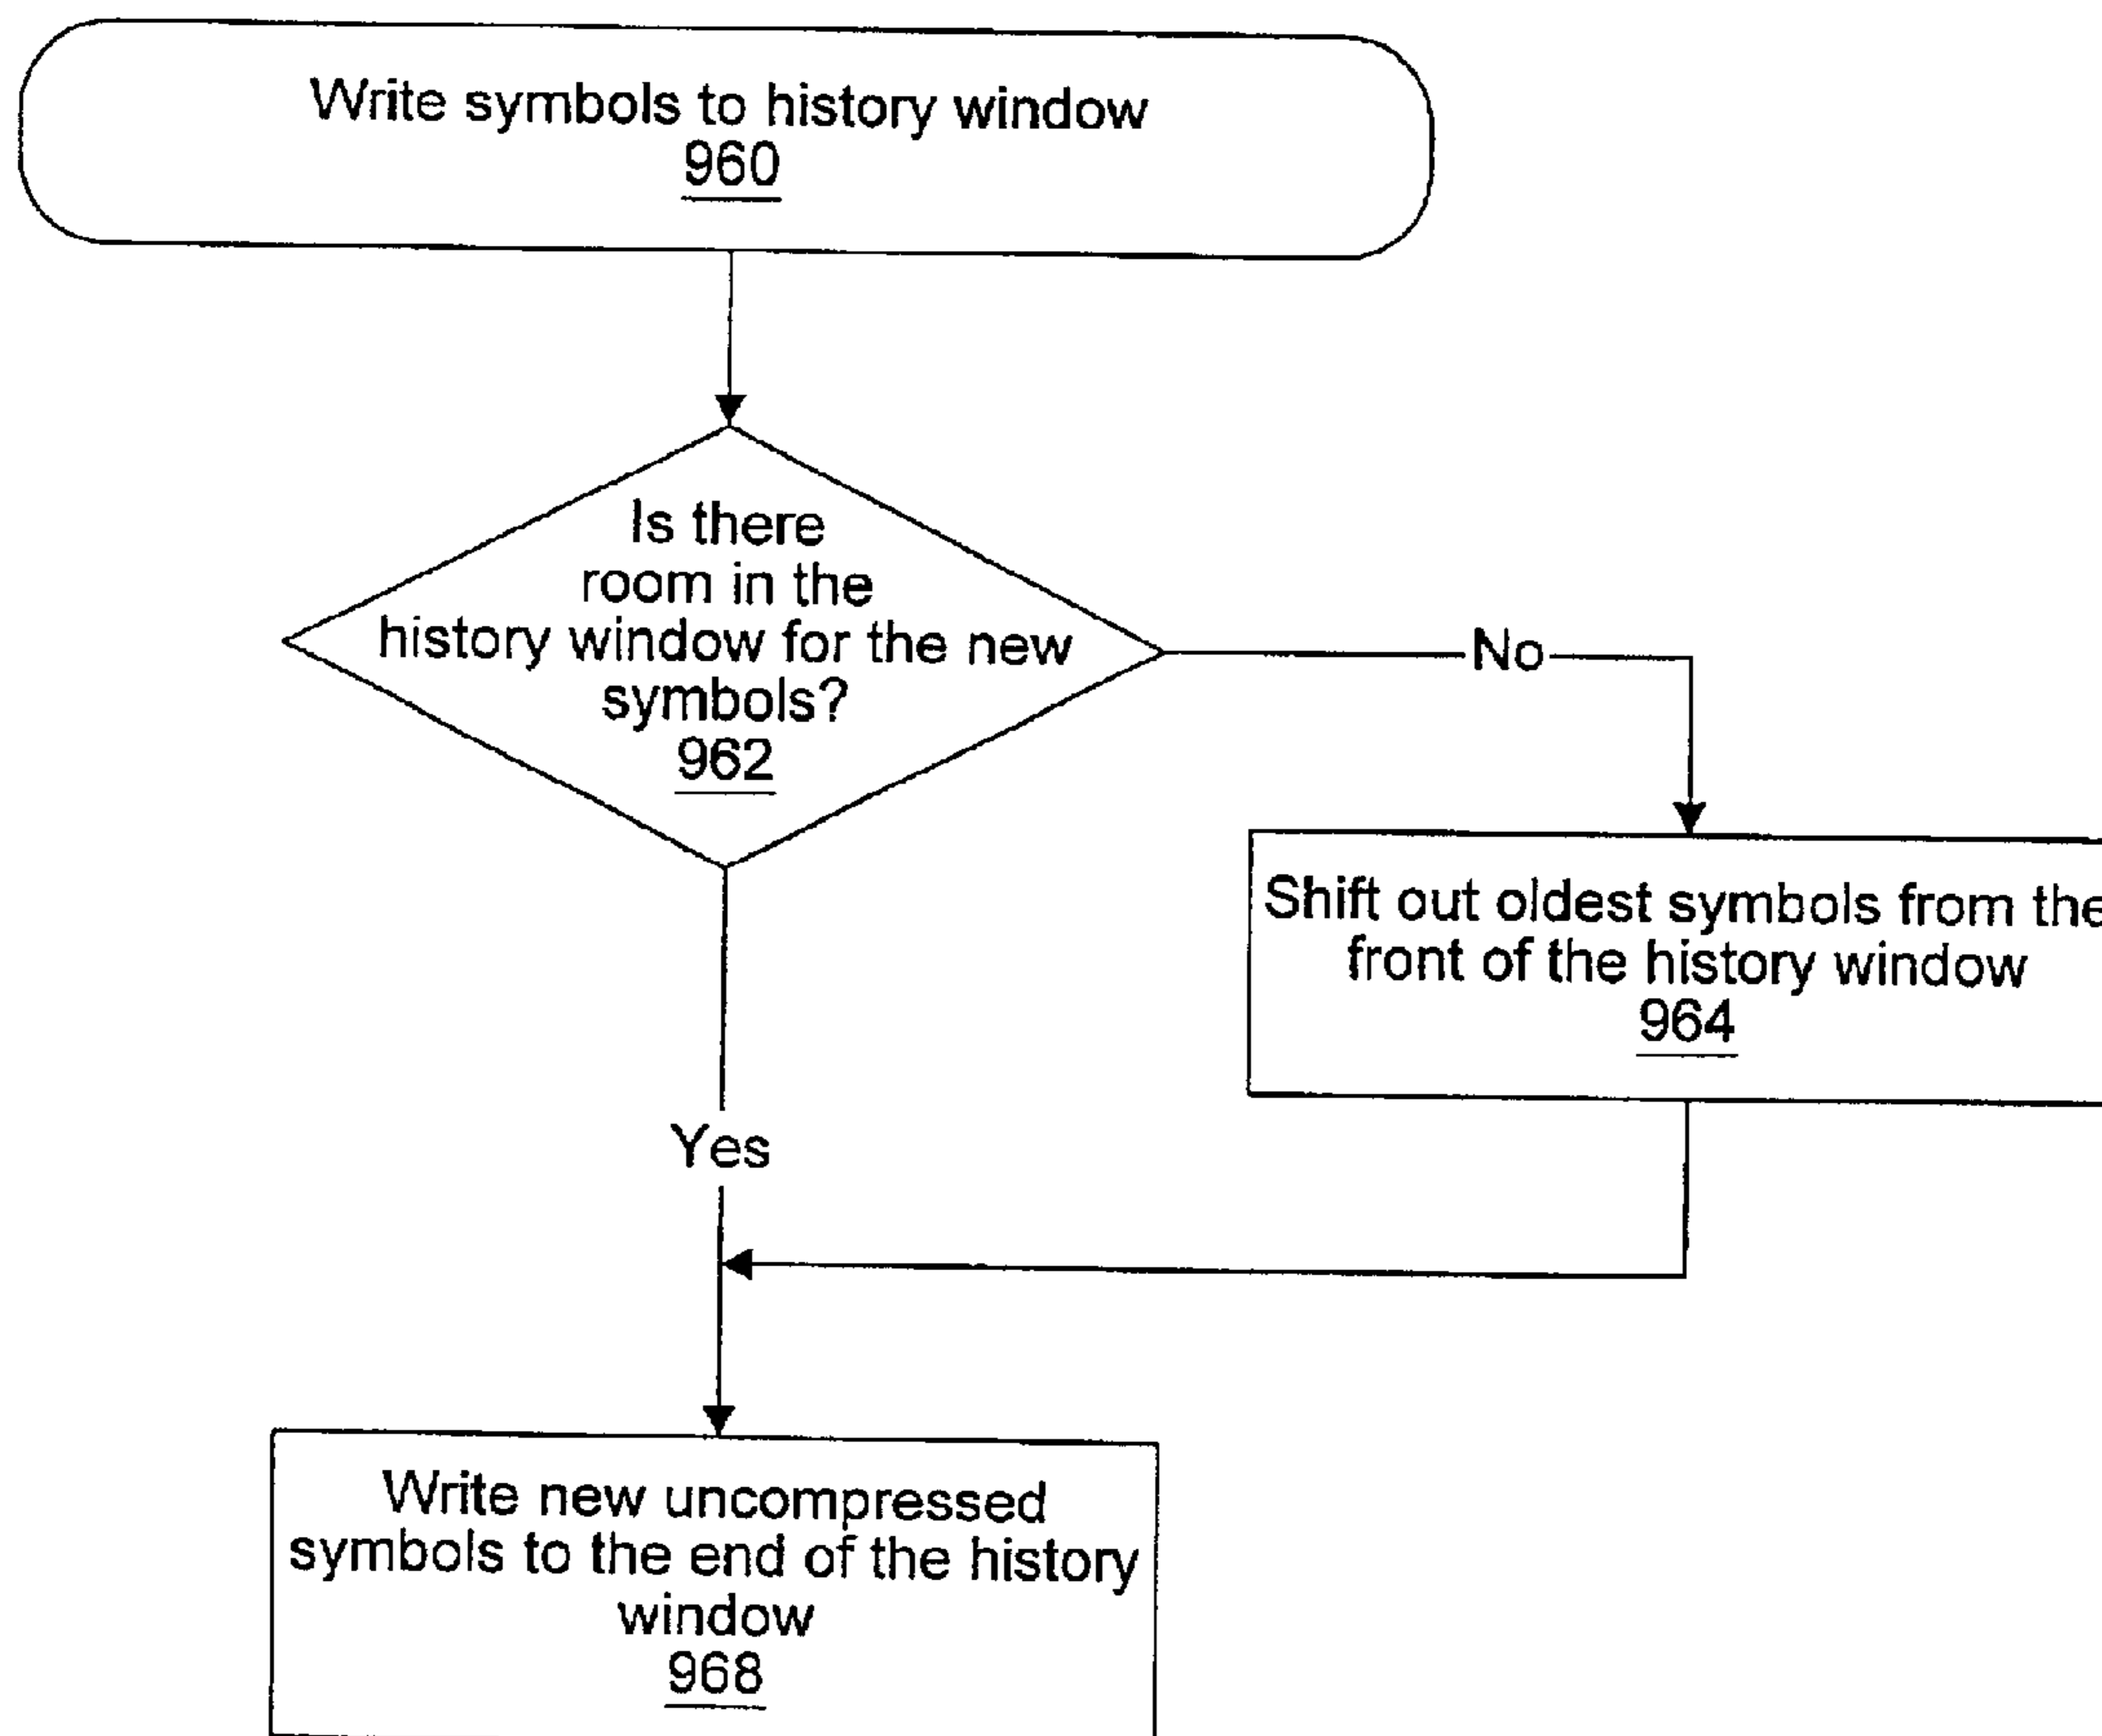 Write symbols to history window
960
Is there
room in the
history window for the new
symbols?
962
No
Shift out oldest symbols from the
front of the history window
964
Yes
Write new uncompressed
symbols to the end of the history
window
968